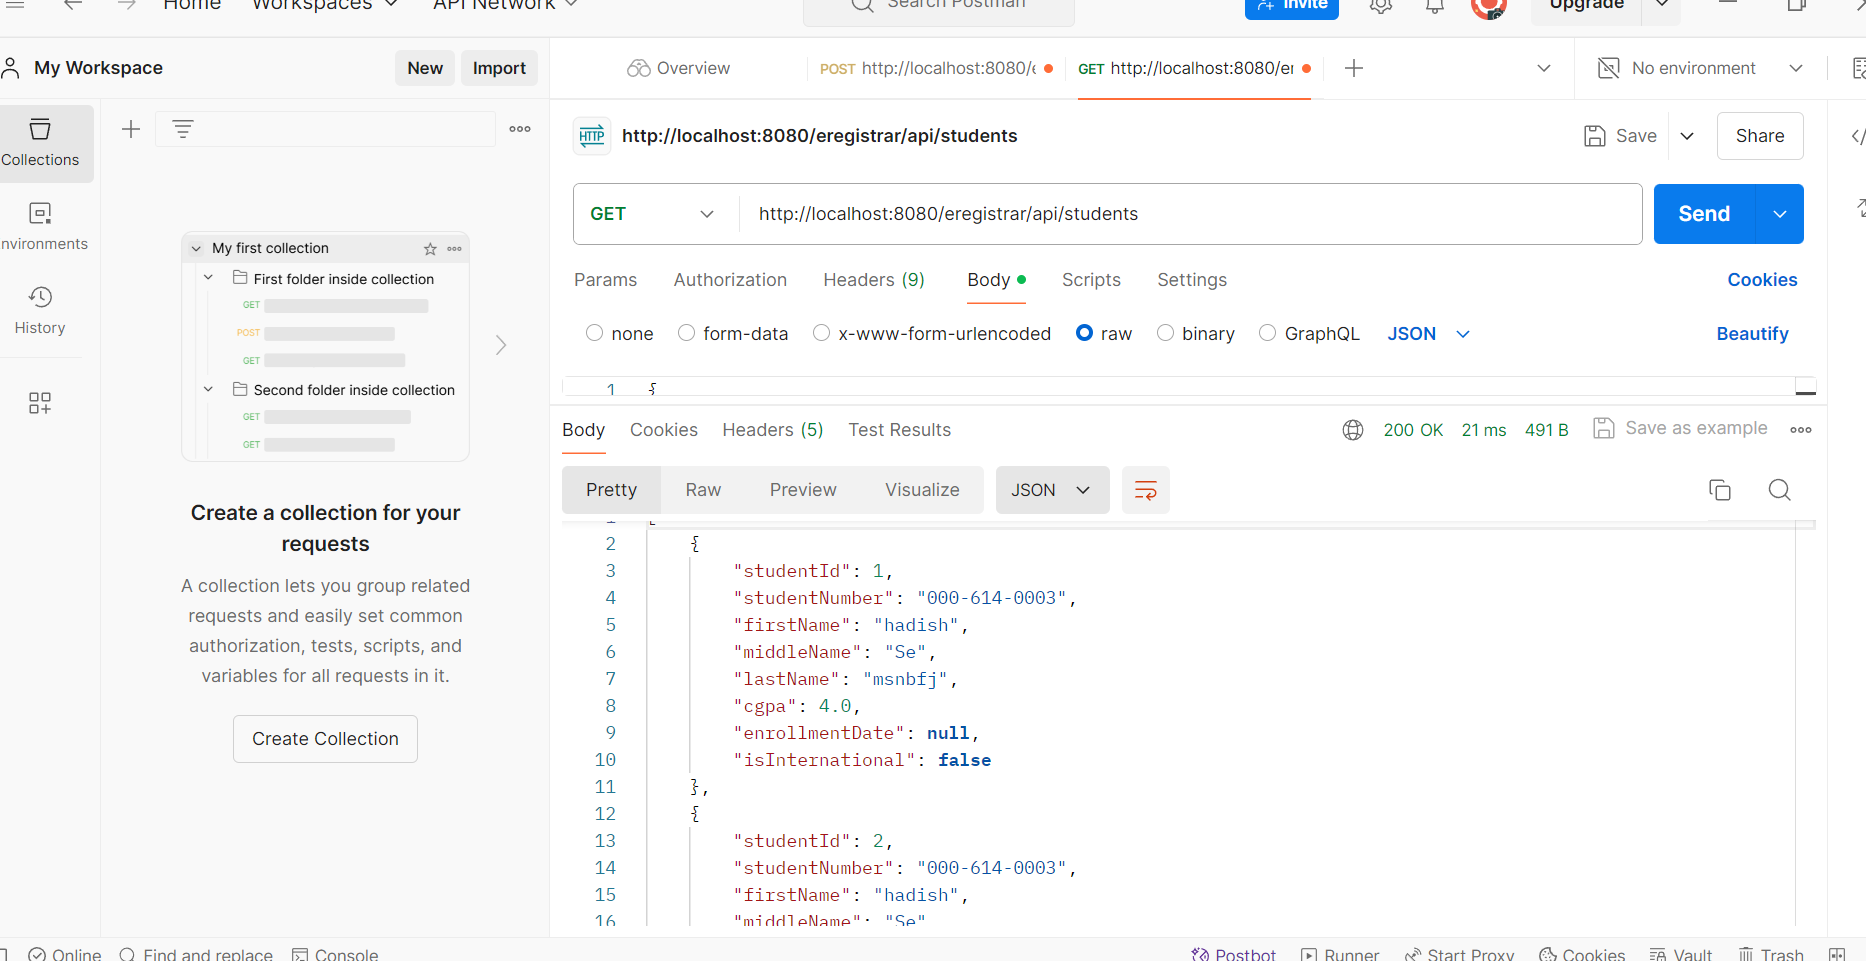 Home Workspaces API Network Search Postman Invite Upgrade
My Workspace New Import Overview POST http://localhost:8080/e GET http://localhost:8080/er No environment
Collections
http://localhost:8080/eregistrar/api/students Save Share
nvironments
History
GET http://localhost:8080/eregistrar/api/students Send
Params Authorization Headers (9) Body Scripts Settings Cookies
none form-data x-www-form-urlencoded raw binary GraphQL JSON Beautify
1 {
My first collection
First folder inside collection
GET
POST
GET
Second folder inside collection
GET
GET
Create a collection for your
requests
A collection lets you group related
requests and easily set common
authorization, tests, scripts, and
variables for all requests in it.
Create Collection
Body Cookies Headers (5) Test Results 200 OK 21 ms 491 B Save as example
Pretty Raw Preview Visualize JSON
1 [
2 {
3 "studentId": 1,
4 "studentNumber": "000-614-0003",
5 "firstName": "hadish",
6 "middleName": "Se",
7 "lastName": "msnbfj",
8 "cgpa": 4.0,
9 "enrollmentDate": null,
10 "isInternational": false
11 },
12 {
13 "studentId": 2,
14 "studentNumber": "000-614-0003",
15 "firstName": "hadish",
16 "middleName": "Se"
Online Find and replace Console Postbot Runner Start Proxy Cookies Vault Trash